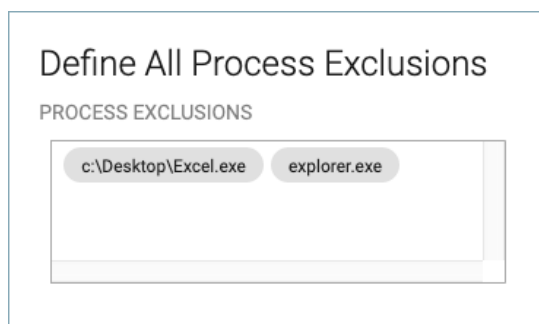 Define All Process Exclusions
PROCESS EXCLUSIONS
c:\Desktop\Excel.exe explorer.exe